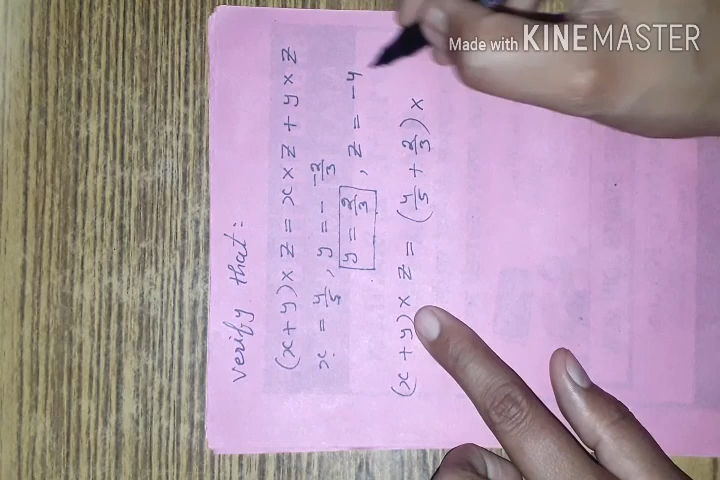 verify that:
(x+y)×z = x×z + y×z
x = 4/5, y = - -2/3
y = 2/3, z = -4
(x+y)×z = (4/5 + 2/3)×
Made with KINEMASTER